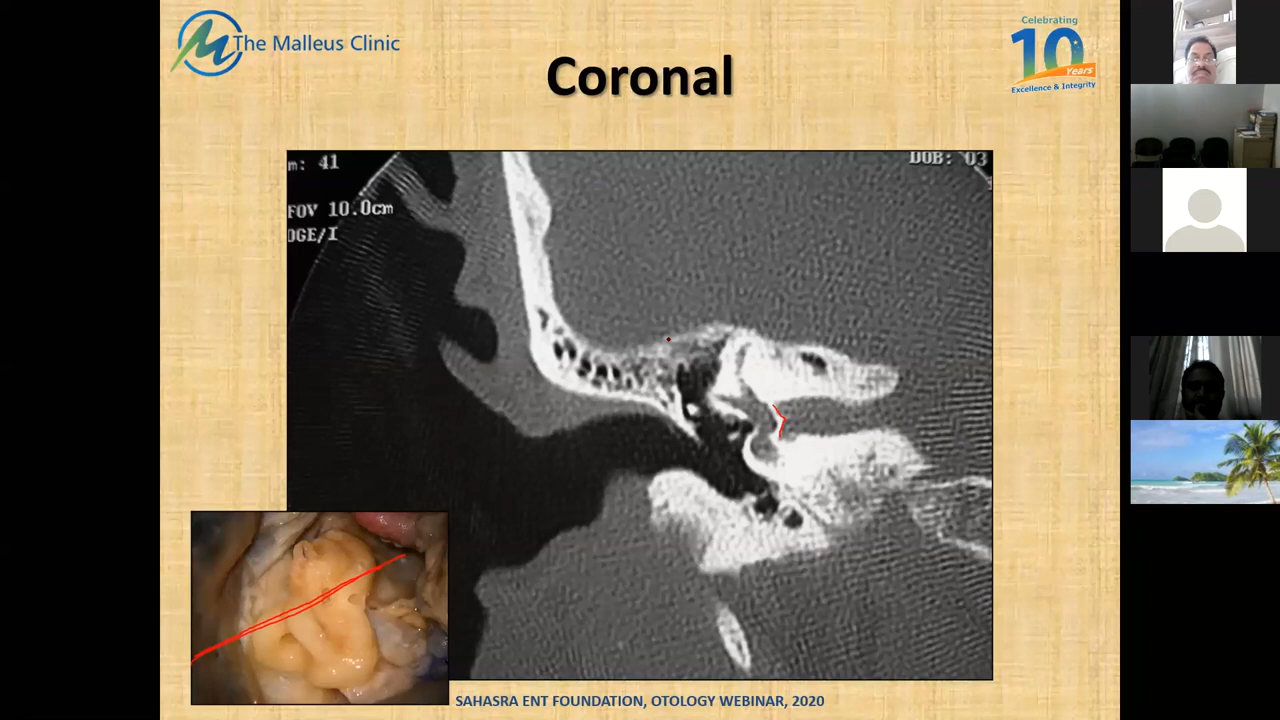 The Malleus Clinic
Celebrating
10
Years
Excellence & Integrity
Coronal
m: 41
DOB: 03
FOV 10.0cm
OGE/I
SAHASRA ENT FOUNDATION, OTOLOGY WEBINAR, 2020